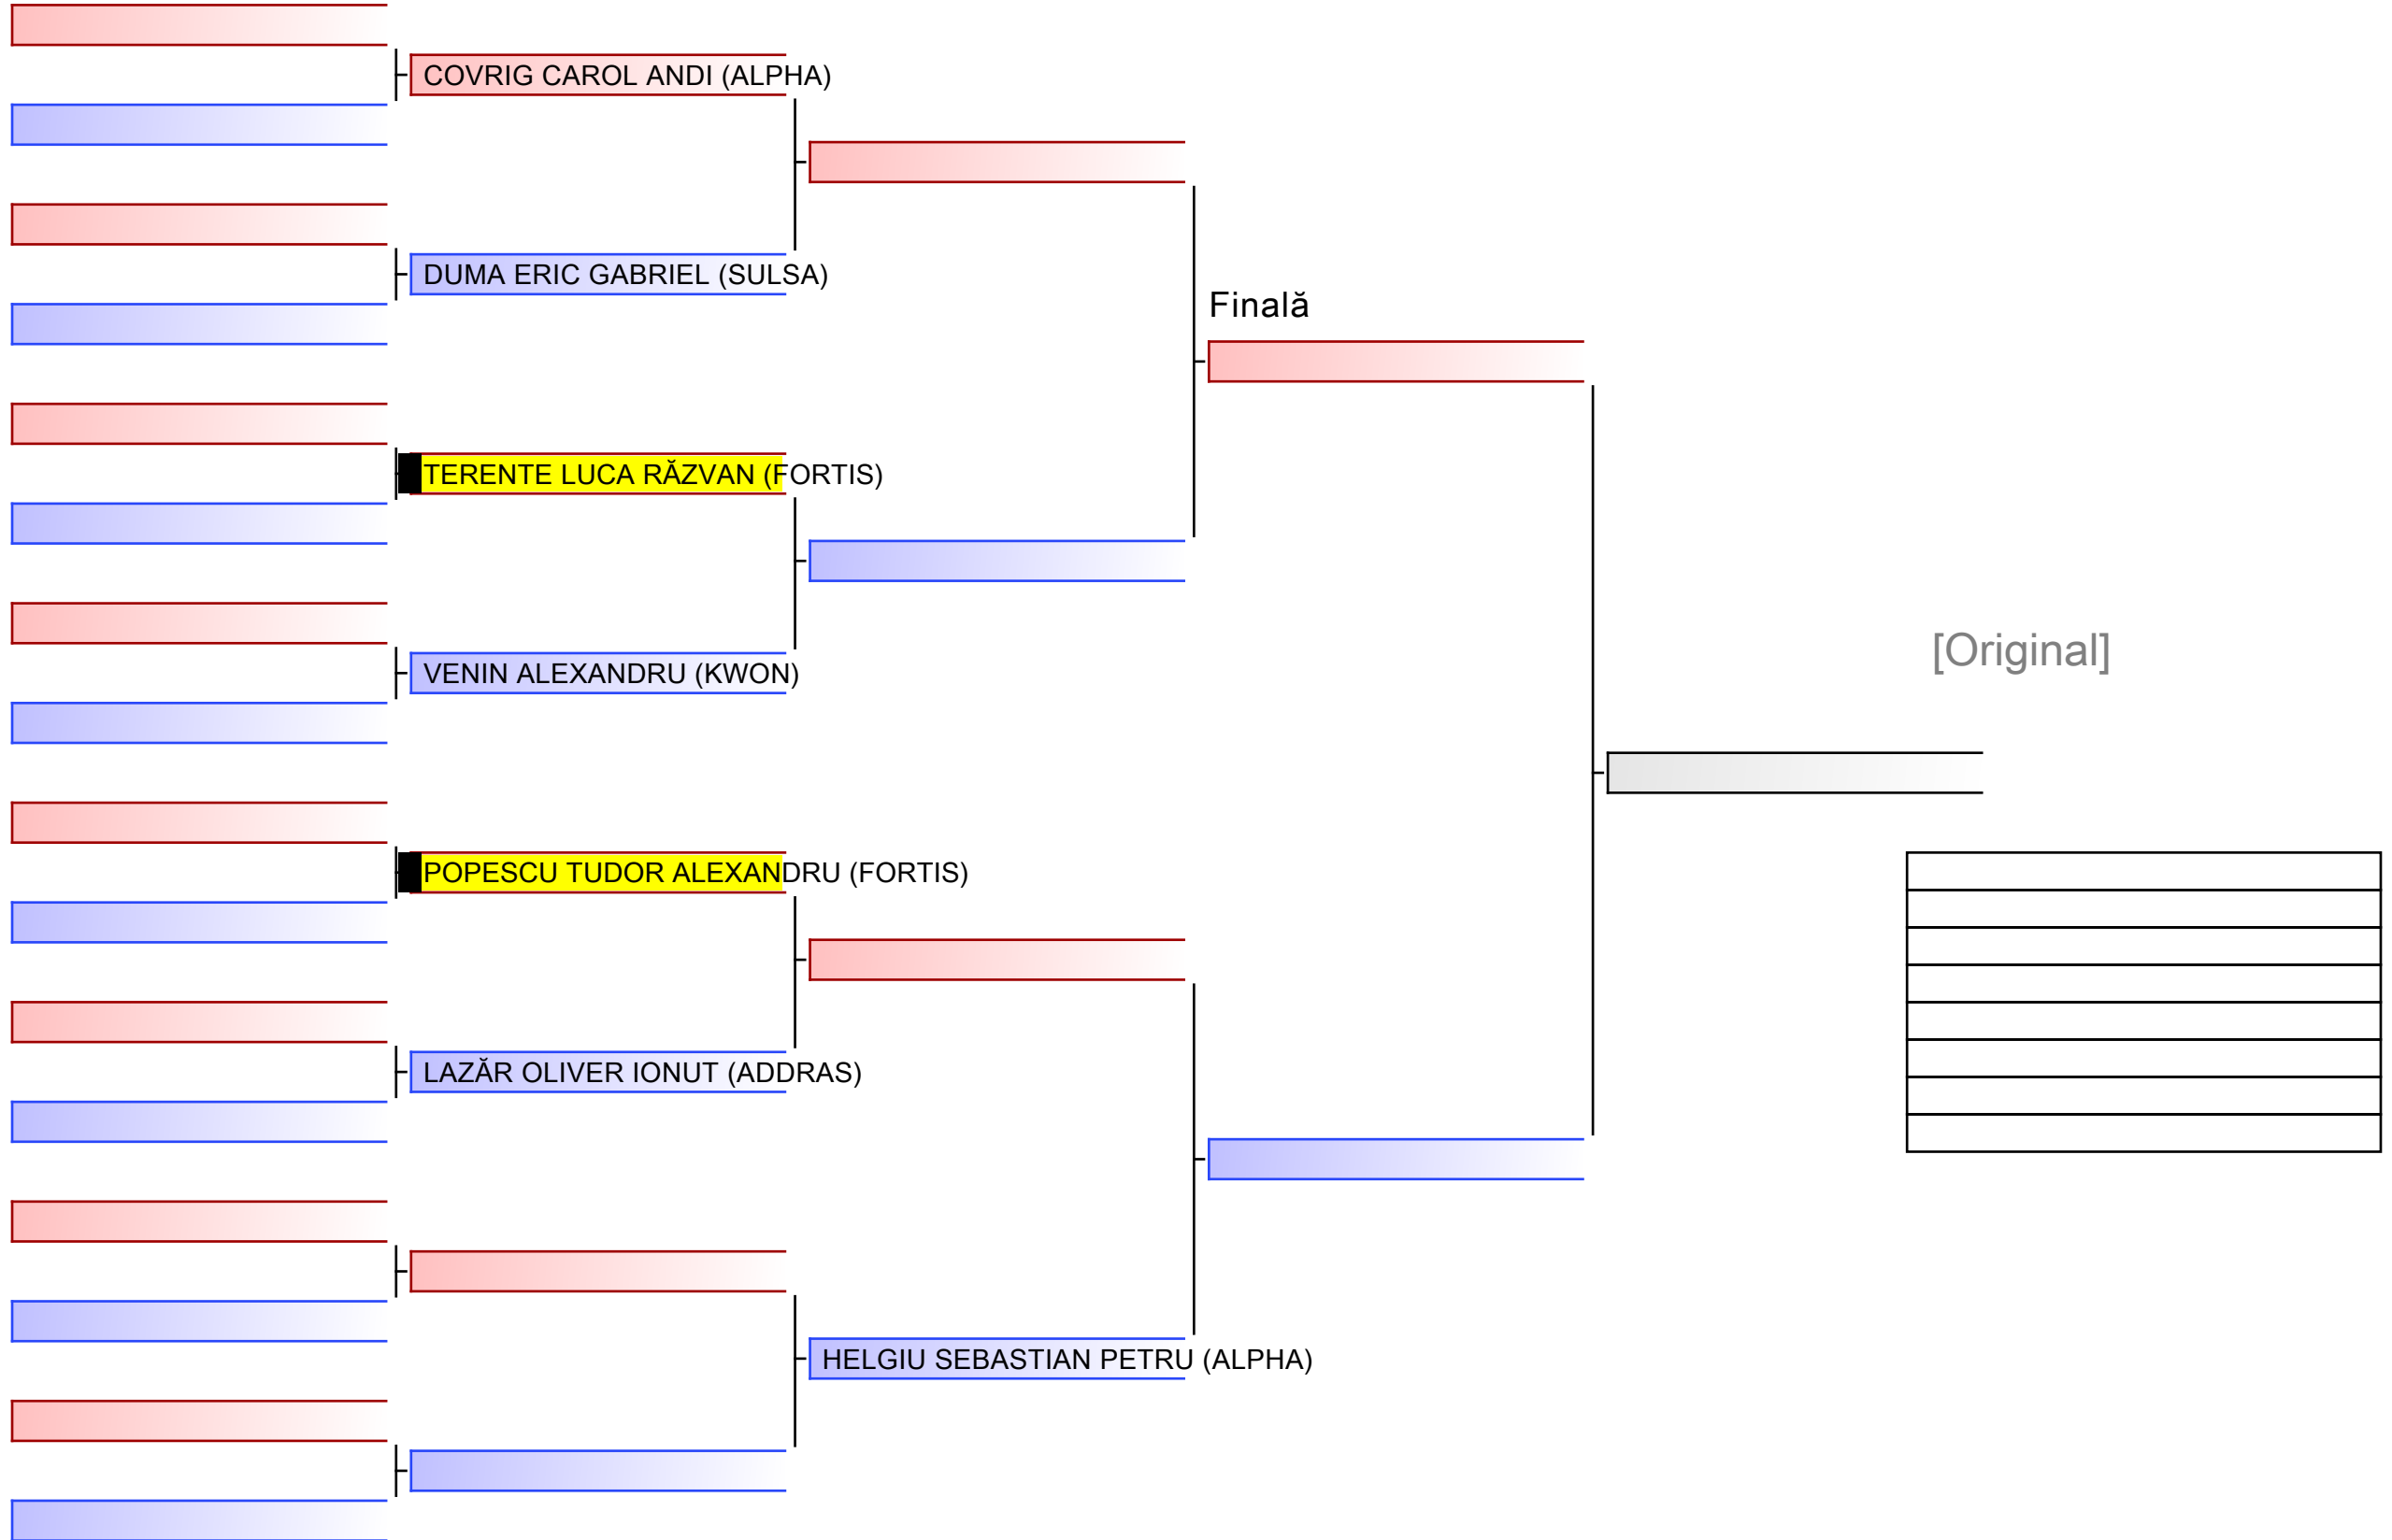 COVRIG CAROL ANDI (ALPHA)
DUMA ERIC GABRIEL (SULSA)
Finală
TERENTE LUCA RĂZVAN (FORTIS)
[Original]
VENIN ALEXANDRU (KWON)
POPESCU TUDOR ALEXANDRU (FORTIS)
LAZĂR OLIVER IONUT (ADDRAS)
HELGIU SEBASTIAN PETRU (ALPHA)